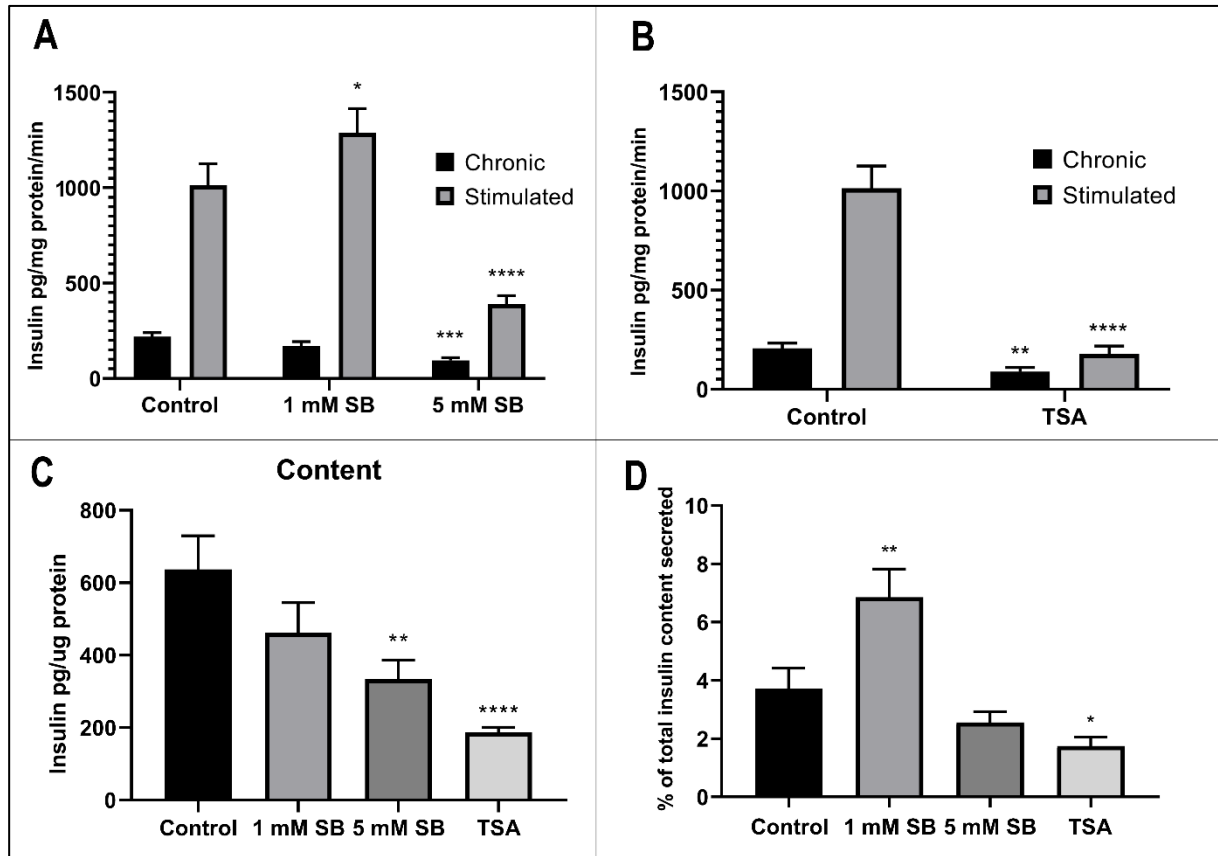 A
Insulin pg/mg protein/min
1500
1000
500
0
*
***
****
Chronic
Stimulated
Control
1 mM SB
5 mM SB
B
Insulin pg/mg protein/min
1500
1000
500
0
Chronic
Stimulated
**
****
Control
TSA
C
Content
Insulin pg/ug protein
800
600
400
200
0
**
****
Control
1 mM SB
5 mM SB
TSA
D
% of total insulin content secreted
10
8
6
4
2
0
**
*
Control
1 mM SB
5 mM SB
TSA